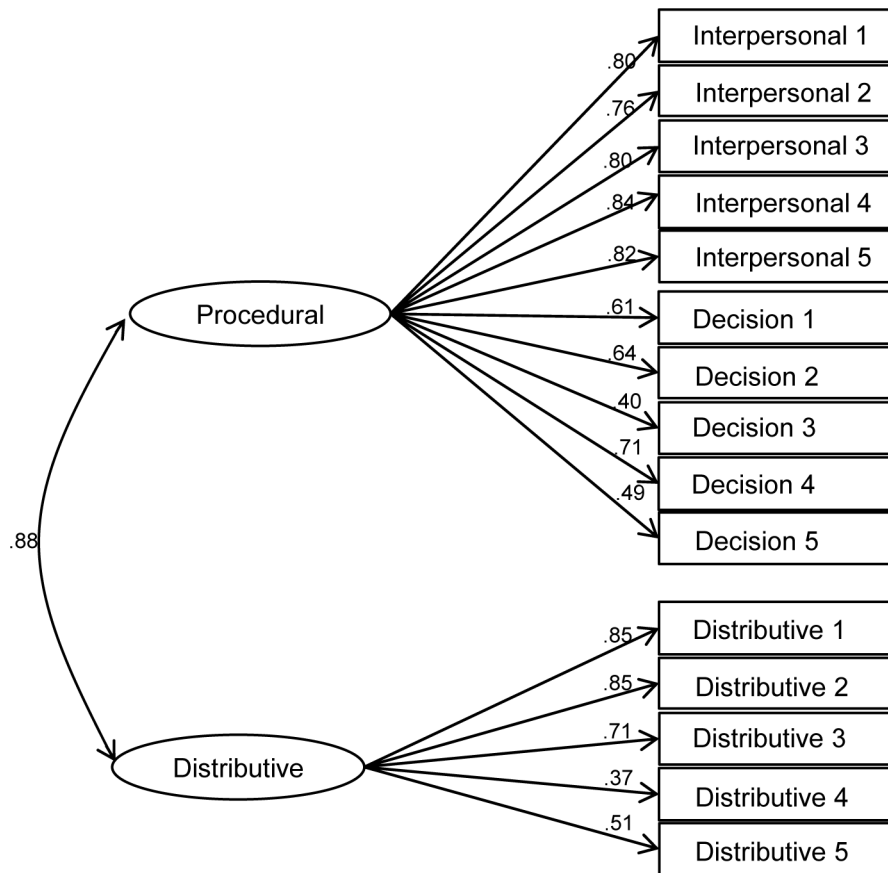 Interpersonal 1
.80
Interpersonal 2
.76
Interpersonal 3
.80
Interpersonal 4
.84
Interpersonal 5
.82
Procedural
Decision 1
.61
Decision 2
.64
Decision 3
.40
Decision 4
.71
Decision 5
.49
.88
Distributive 1
.85
Distributive 2
.85
Distributive 3
.71
Distributive
Distributive 4
.37
Distributive 5
.51